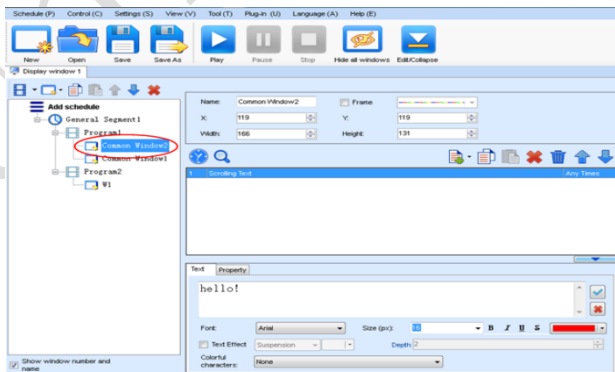 Schedule (P) Control (C) Settings (S) View (V) Tool (T) Plug-in (U) Language (A) Help (E)
New Open Save Save As Play Pause Stop Hide all windows Edit/Collapse
Display window 1
Add schedule
General Segment1
Program1
Common Window2
Common Window1
Program2
W1
Show window number and
name
Name: Common Window2 Frame
X: 119 Y: 119
Width: 166 Height: 131
1 Scrolling Text Any Times
Text Property
hello!
Font: Arial Size (px): 16 B I U S
Text Effect Suspension Depth: 2
Colorful
characters: None